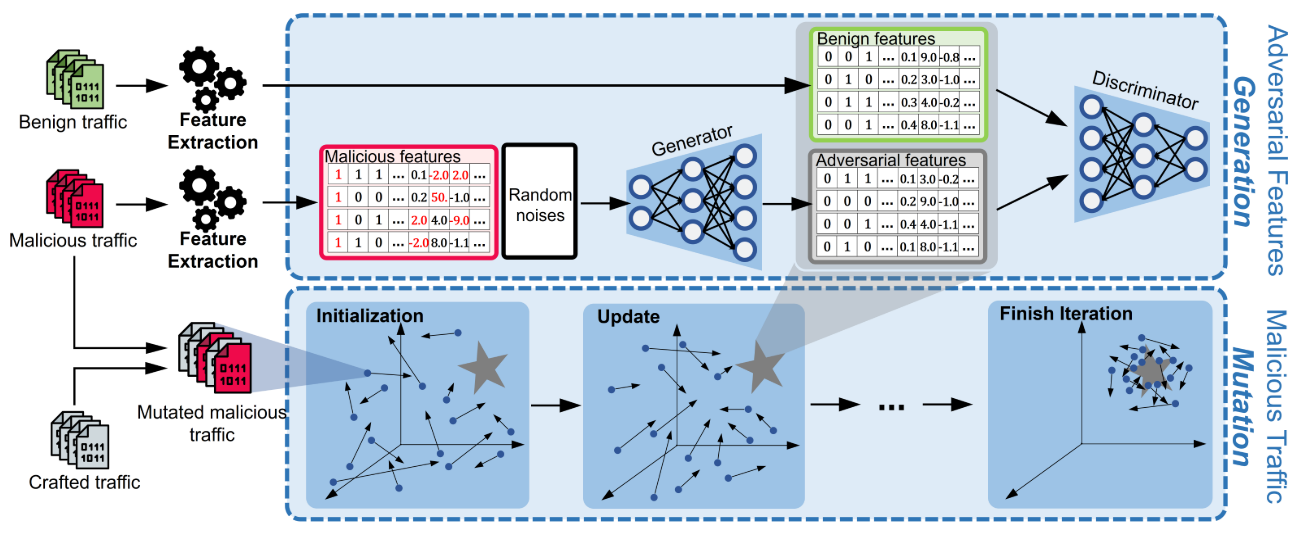 Benign traffic
Feature
Extraction
Malicious traffic
Feature
Extraction
Malicious features
1 1 1 ... 0.1 -2.0 2.0 ...
1 0 0 ... 0.2 50. -1.0 ...
1 0 1 ... 2.0 4.0 -9.0 ...
1 1 0 ... -2.0 8.0 -1.1 ...
Random
noises
Generator
Benign features
0 0 1 ... 0.1 9.0 -0.8 ...
0 1 0 ... 0.2 3.0 -1.0 ...
0 1 1 ... 0.3 4.0 -0.2 ...
0 0 1 ... 0.4 8.0 -1.1 ...
Adversarial features
0 1 1 ... 0.1 3.0 -0.2 ...
0 0 0 ... 0.2 9.0 -1.0 ...
0 0 1 ... 0.4 4.0 -1.1 ...
0 1 0 ... 0.1 8.0 -1.1 ...
Discriminator
Adversarial Features
Generation
0111
1011
0111
1011
0111
1011
Mutated malicious
traffic
0111
1011
Crafted traffic
Initialization
Update
...
Finish Iteration
Malicious Traffic
Mutation